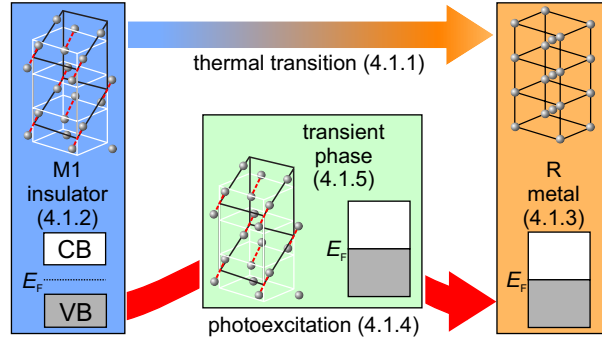 thermal transition (4.1.1)
M1
insulator
(4.1.2)
CB
E_F
VB
transient
phase
(4.1.5)
E_F
photoexcitation (4.1.4)
R
metal
(4.1.3)
E_F